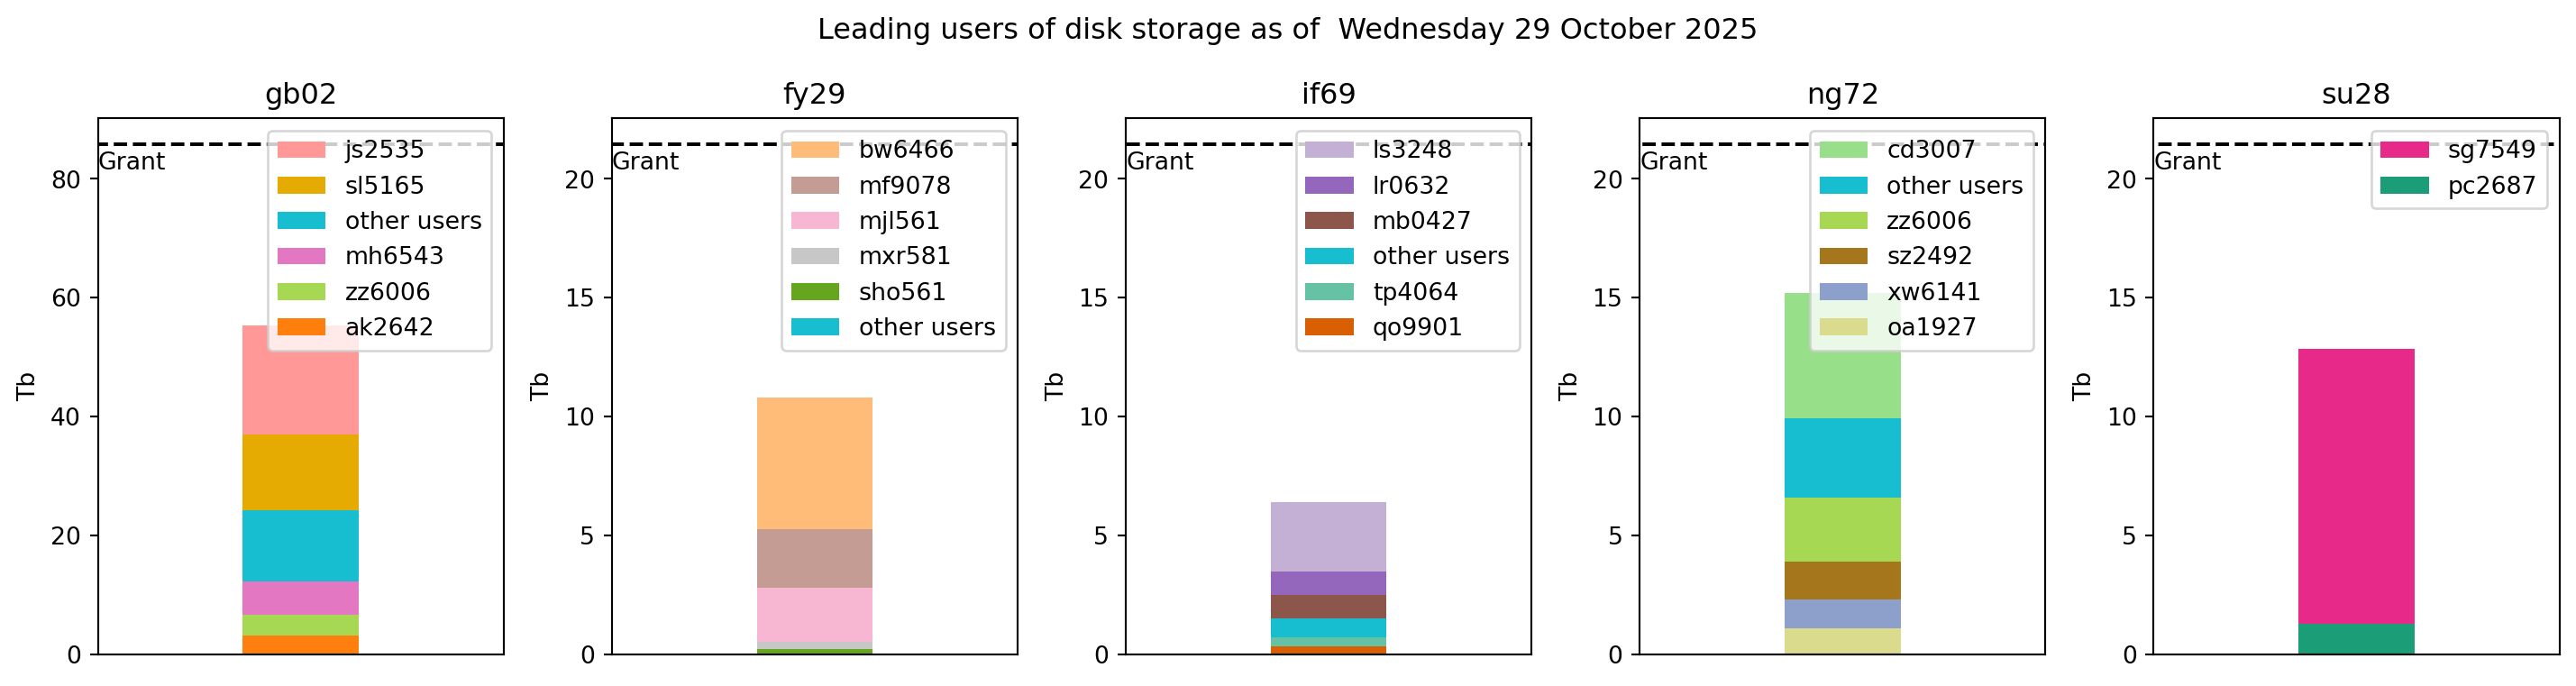 Leading users of disk storage as of  Wednesday 29 October 2025
gb02
Tb
80
60
40
20
0
Grant
js2535
sl5165
other users
mh6543
zz6006
ak2642
fy29
Tb
20
15
10
5
0
Grant
bw6466
mf9078
mjl561
mxr581
sho561
other users
if69
Tb
20
15
10
5
0
Grant
ls3248
lr0632
mb0427
other users
tp4064
qo9901
ng72
Tb
20
15
10
5
0
Grant
cd3007
other users
zz6006
sz2492
xw6141
oa1927
su28
Tb
20
15
10
5
0
Grant
sg7549
pc2687